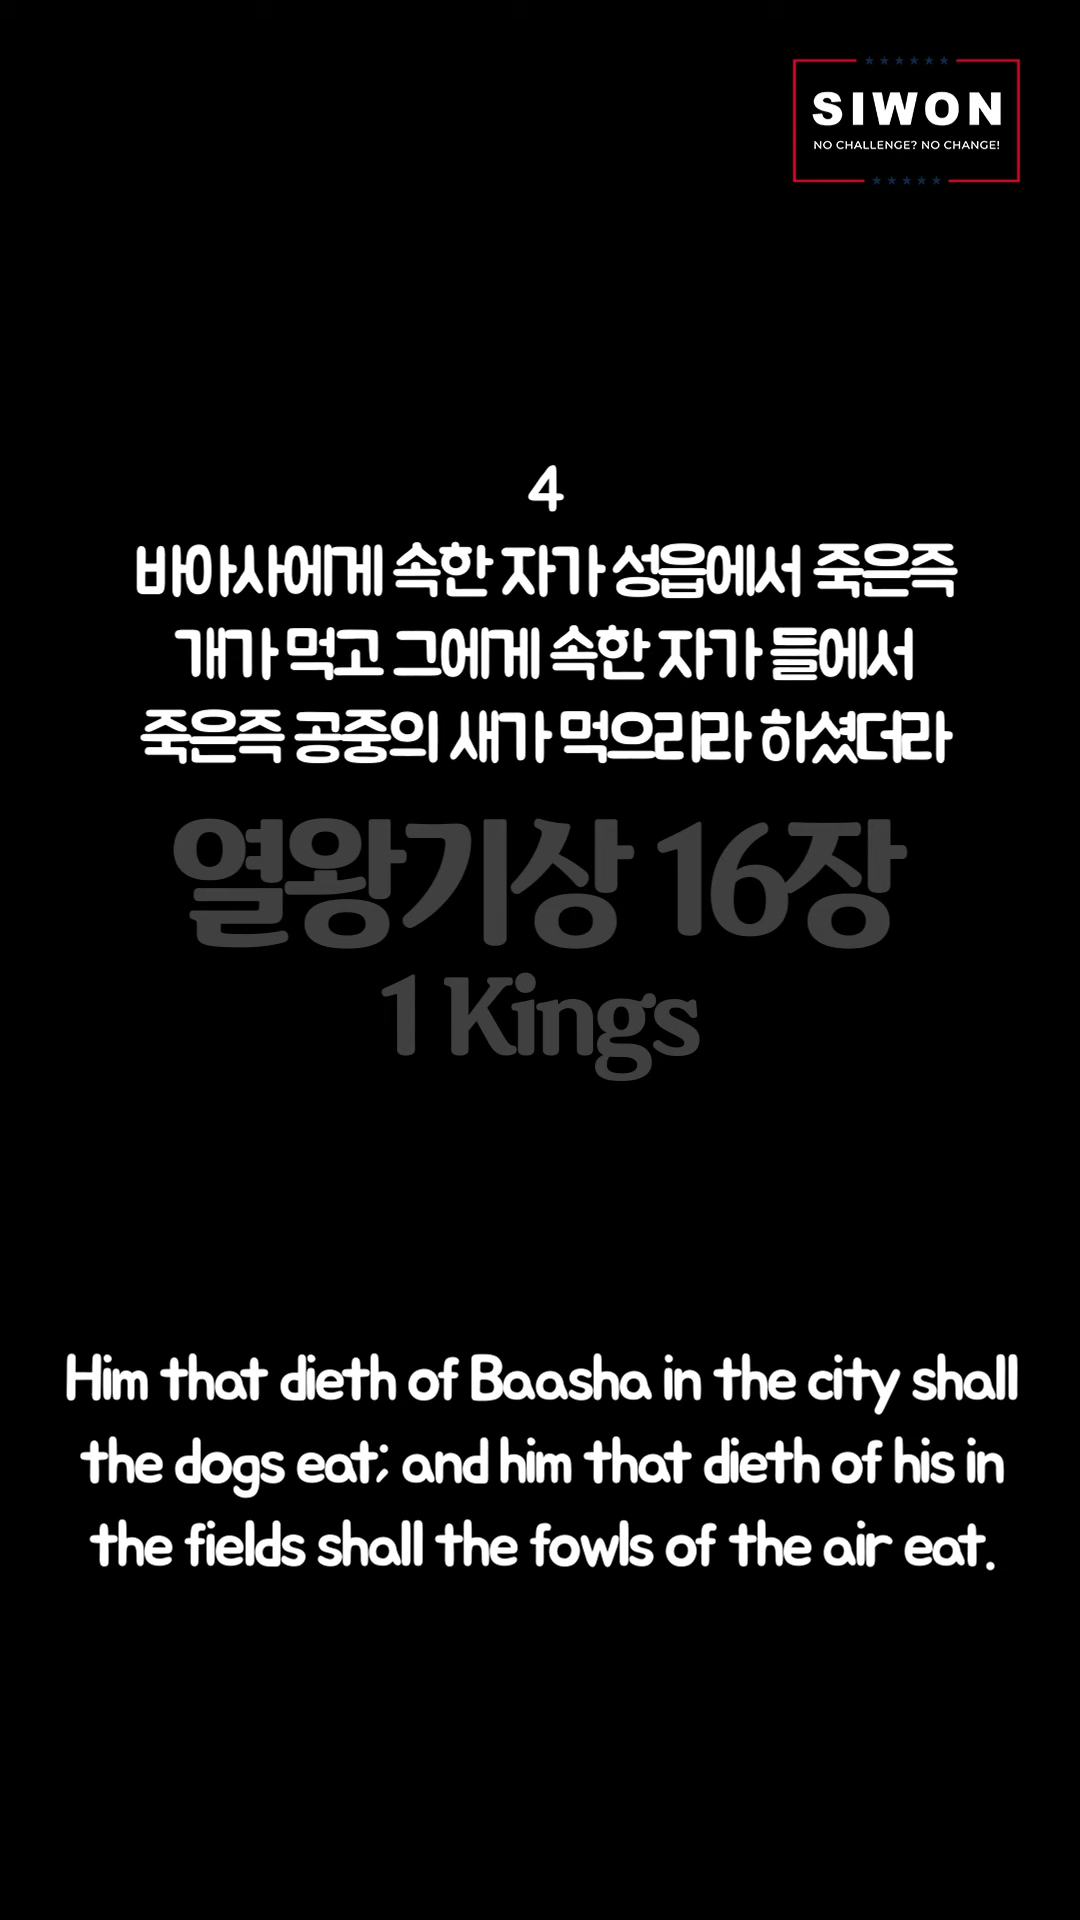 SIWON
NO CHALLENGE? NO CHANGE!
4
바아사에게 속한 자가 성읍에서 죽은즉
개가 먹고 그에게 속한 자가 들에서
죽은즉 공중의 새가 먹으리라 하셨더라
열왕기상 16장
1 Kings
Him that dieth of Baasha in the city shall
the dogs eat; and him that dieth of his in
the fields shall the fowls of the air eat.